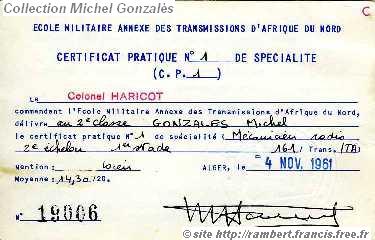 Collection Michel Gonzalès
C
ECOLE MILITAIRE ANNEXE DES TRANSMISSIONS D'AFRIQUE DU NORD
CERTIFICAT PRATIQUE N° 1 DE SPECIALITE
(C.P.1)
LE Colonel HARICOT
commandant l'Ecole Militaire Annexe des Transmissions d'Afrique du Nord,
délivre au 2e classe GONZALES Michel
le certificat pratique N° 1 de spécialité (Mécanicien radio
2e échelon 1er stade 161/Trans./TB)
Mention : bien ALGER, le 4 NOV. 1961
Moyenne : 14,30/20.
N° 19006
© site http://rambert.francis.free.fr